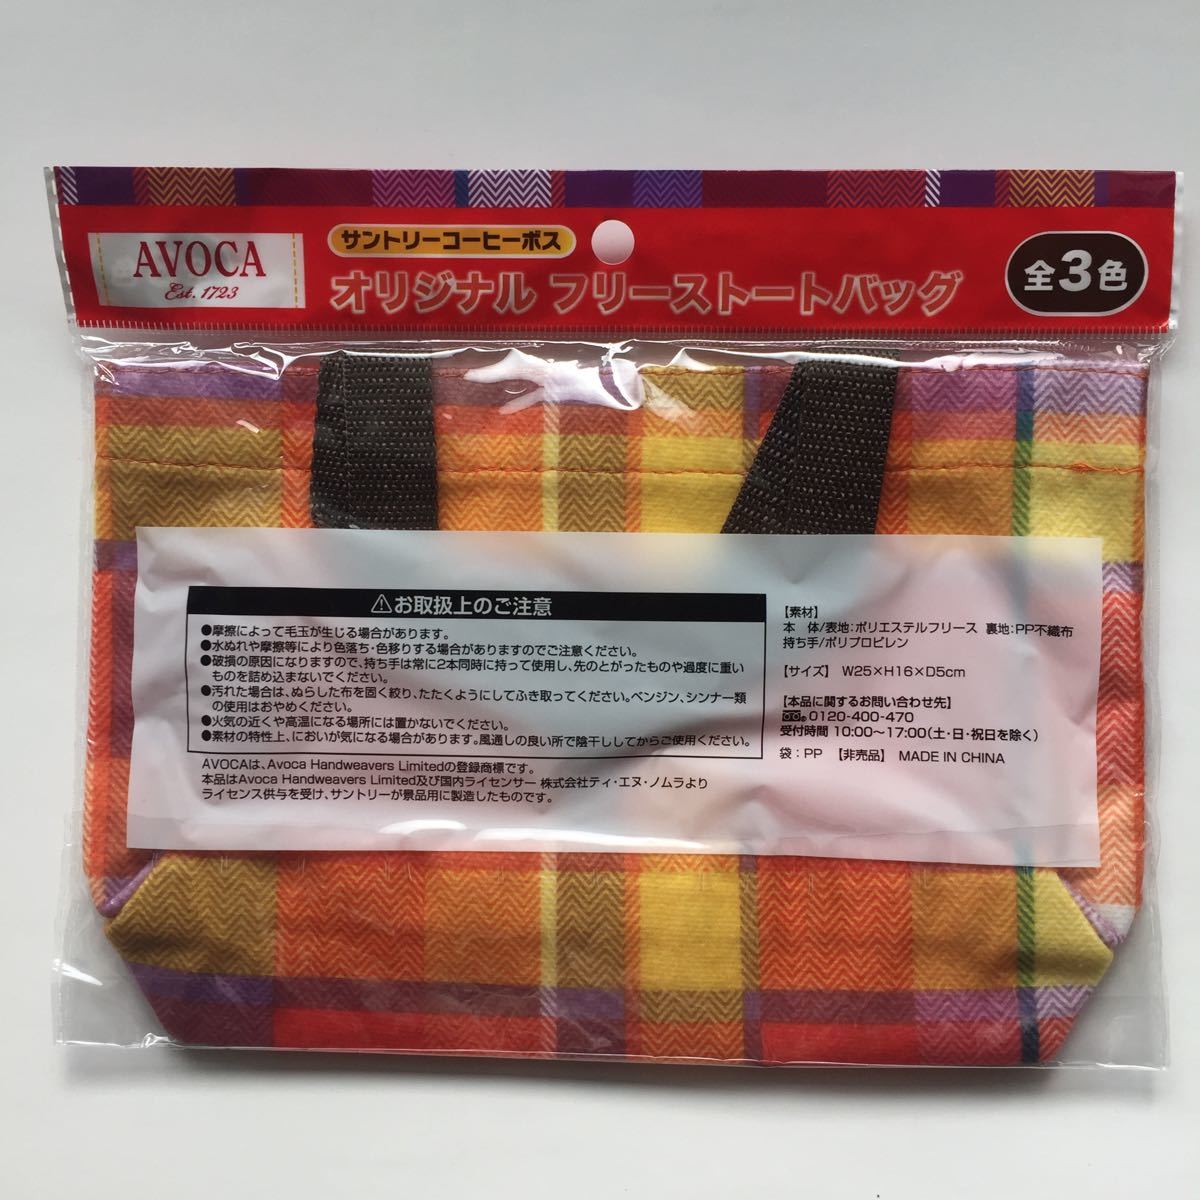 AVOCA
Est. 1723
サントリーコーヒーボス
オリジナル フリーストートバッグ
全3色
⚠お取扱上のご注意
●摩擦によって毛玉が生じる場合があります。
●水ぬれや摩擦等により色落ち・色移りする場合がありますのでご注意ください。
●破損の原因になりますので、持ち手は常に2本同時に持って使用し、先のとがったものや過度に重い
ものを詰め込まないでください。
●汚れた場合は、ぬらした布を固く絞り、たたくようにしてふき取ってください。ベンジン、シンナー類
の使用はおやめください。
●火気の近くや高温になる場所には置かないでください。
●素材の特性上、においが気になる場合があります。風通しの良い所で陰干ししてからご使用ください。
AVOCAは、Avoca Handweavers Limitedの登録商標です。
本品はAvoca Handweavers Limited及び国内ライセンサー 株式会社ティ・エヌ・ノムラより
ライセンス供与を受け、サントリーが景品用に製造したものです。
【素材】
本　体/表地:ポリエステルフリース 裏地:PP不織布
持ち手/ポリプロピレン
【サイズ】 W25×H16×D5cm
【本品に関するお問い合わせ先】
0120-400-470
受付時間 10:00~17:00(土・日・祝日を除く)
袋:PP 【非売品】 MADE IN CHINA